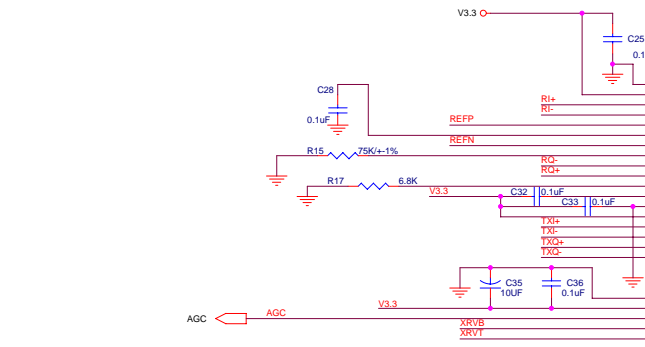 V3.3
C25
0.1
C28
0.1uF
RI+
RI-
REFP
REFN
R15 75K/+-1%
RQ-
RQ+
R17 6.8K
V3.3
C32 0.1uF
C33 0.1uF
TXI+
TXI-
TXQ+
TXQ-
C35
10UF
C36
0.1uF
V3.3
AGC AGC
XRVB
XRVT